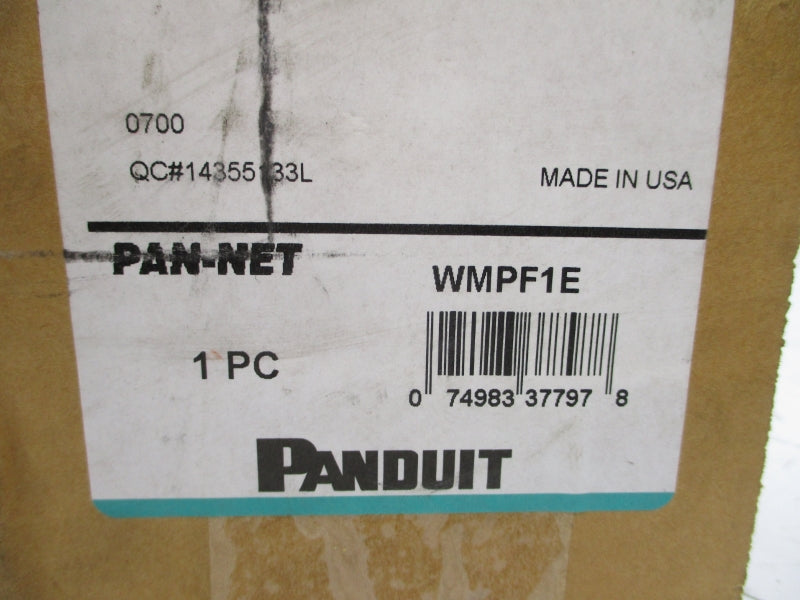 0700
QC#14355133L
MADE IN USA
PAN-NET
WMPF1E
1 PC
0 74983 37797 8
PANDUIT